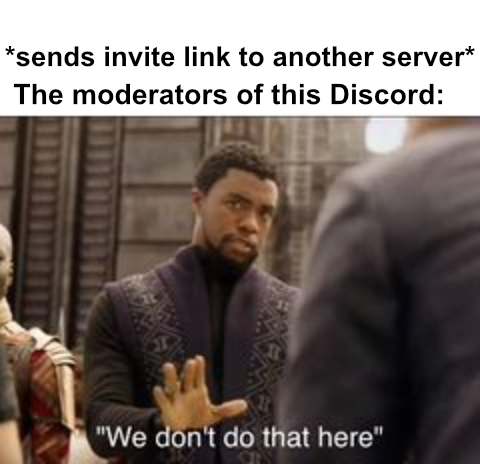 *sends invite link to another server*
The moderators of this Discord:
"We don't do that here"